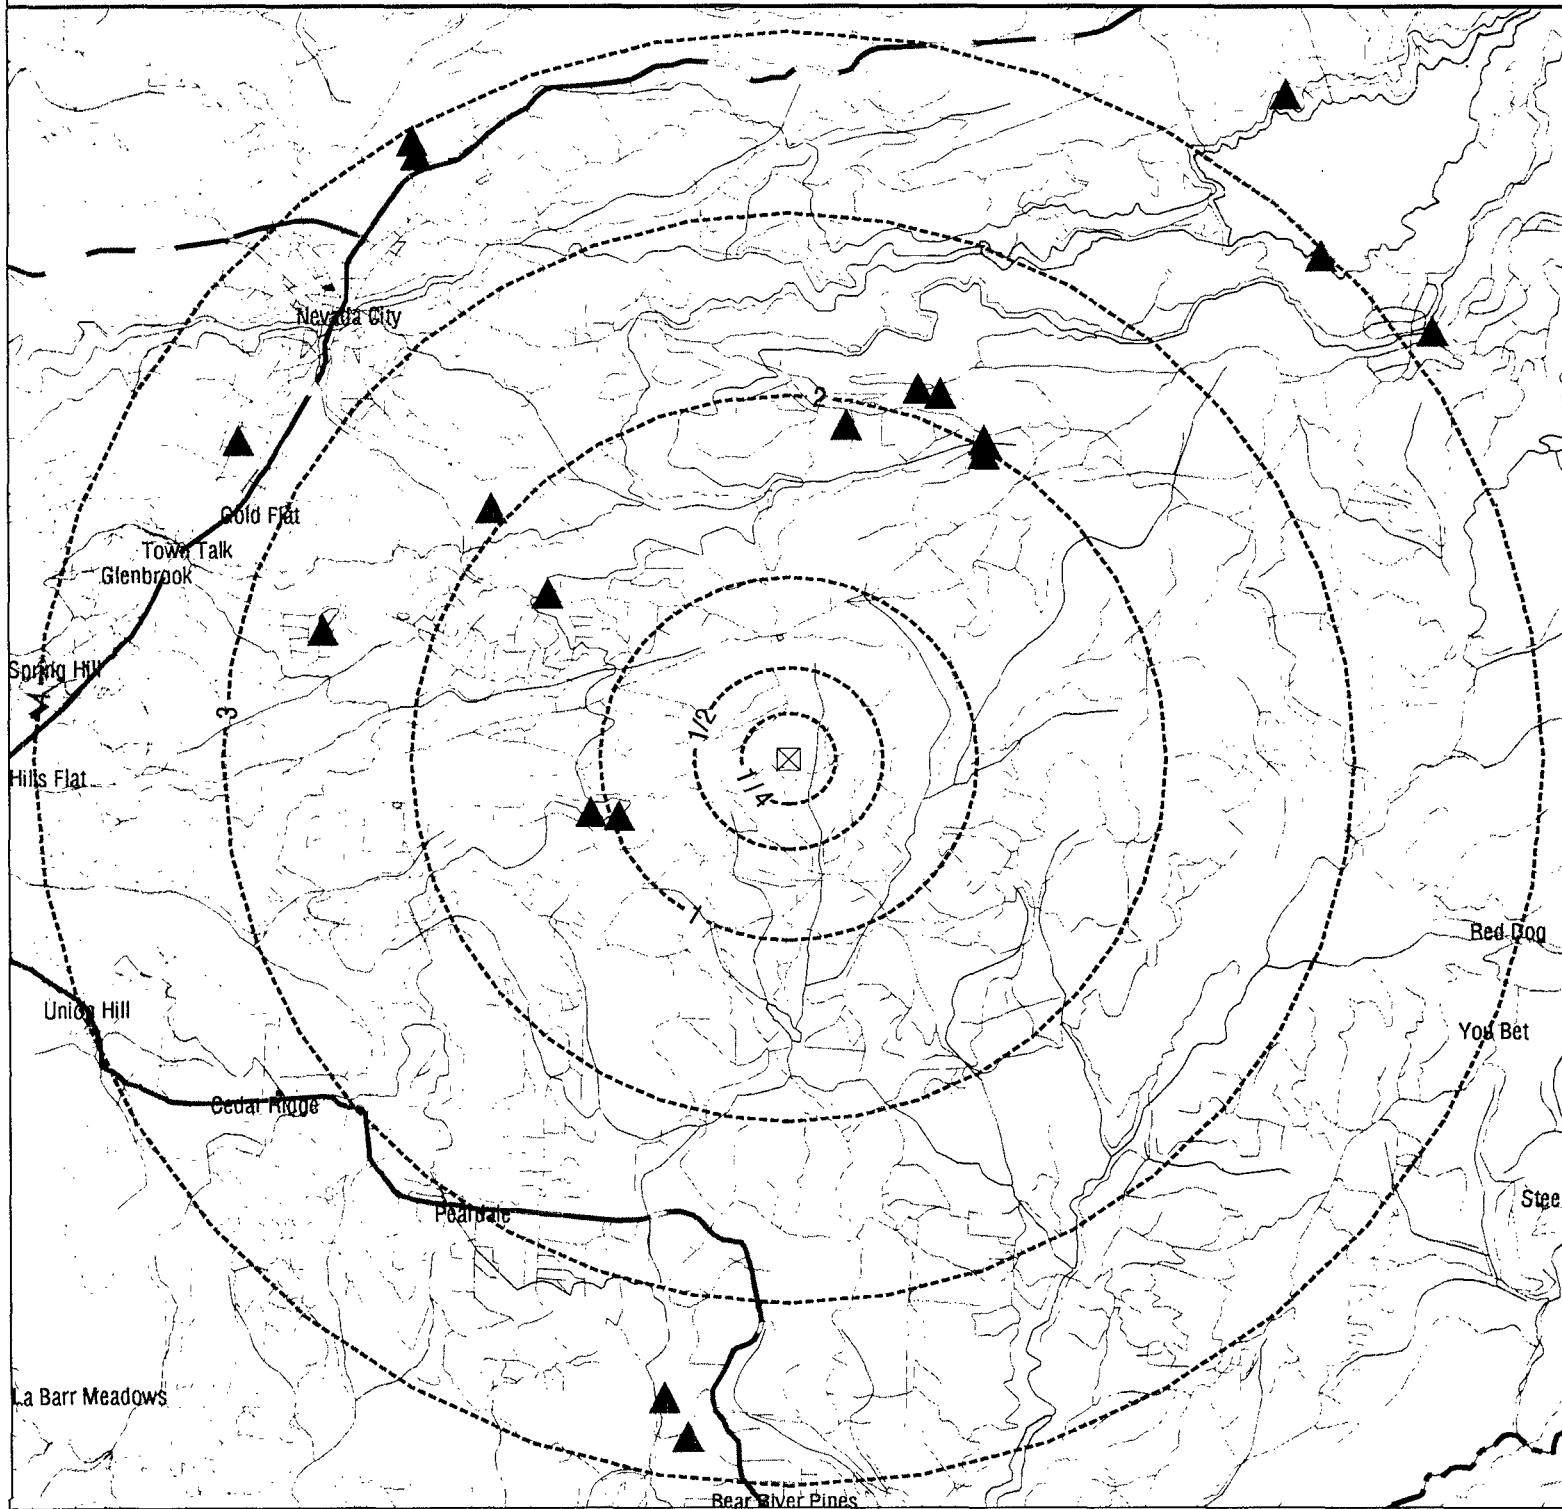 Nevada City
2
Gold Flat
Town Talk
Glenbrook
Spring Hill
4
3
1/2
Hills Flat
1/4
1
Red Dog
Union Hill
You Bet
Cedar Ridge
Stee
Peardale
La Barr Meadows
Bear River Pines